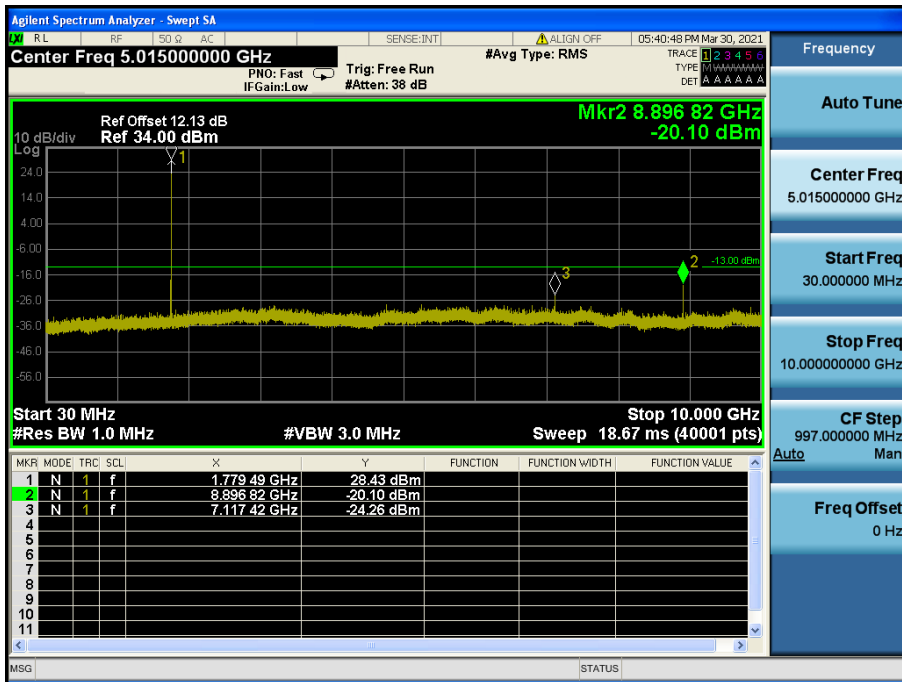 Agilent Spectrum Analyzer - Swept SA
LXI RL RF 50 Ω AC SENSE:INT ALIGN OFF 05:40:48 PM Mar 30, 2021
Center Freq 5.015000000 GHz #Avg Type: RMS TRACE 1 2 3 4 5 6
PNO: Fast Trig: Free Run TYPE M
IFGain:Low #Atten: 38 dB DET A A A A A A
Frequency
Auto Tune
Center Freq
5.015000000 GHz
Start Freq
30.000000 MHz
Stop Freq
10.000000000 GHz
CF Step
997.000000 MHz
Auto Man
Freq Offset
0 Hz
Mkr2 8.896 82 GHz
-20.10 dBm
Ref Offset 12.13 dB
10 dB/div Ref 34.00 dBm
Log
1
24.0
14.0
4.00
-6.00
2 -13.00 dBm
-16.0
3
-26.0
-36.0
-46.0
-56.0
Start 30 MHz Stop 10.000 GHz
#Res BW 1.0 MHz #VBW 3.0 MHz Sweep 18.67 ms (40001 pts)
MKR MODE TRC SCL X Y FUNCTION FUNCTION WIDTH FUNCTION VALUE
1 N 1 f 1.779 49 GHz 28.43 dBm
2 N 1 f 8.896 82 GHz -20.10 dBm
3 N 1 f 7.117 42 GHz -24.26 dBm
4
5
6
7
8
9
10
11
MSG STATUS